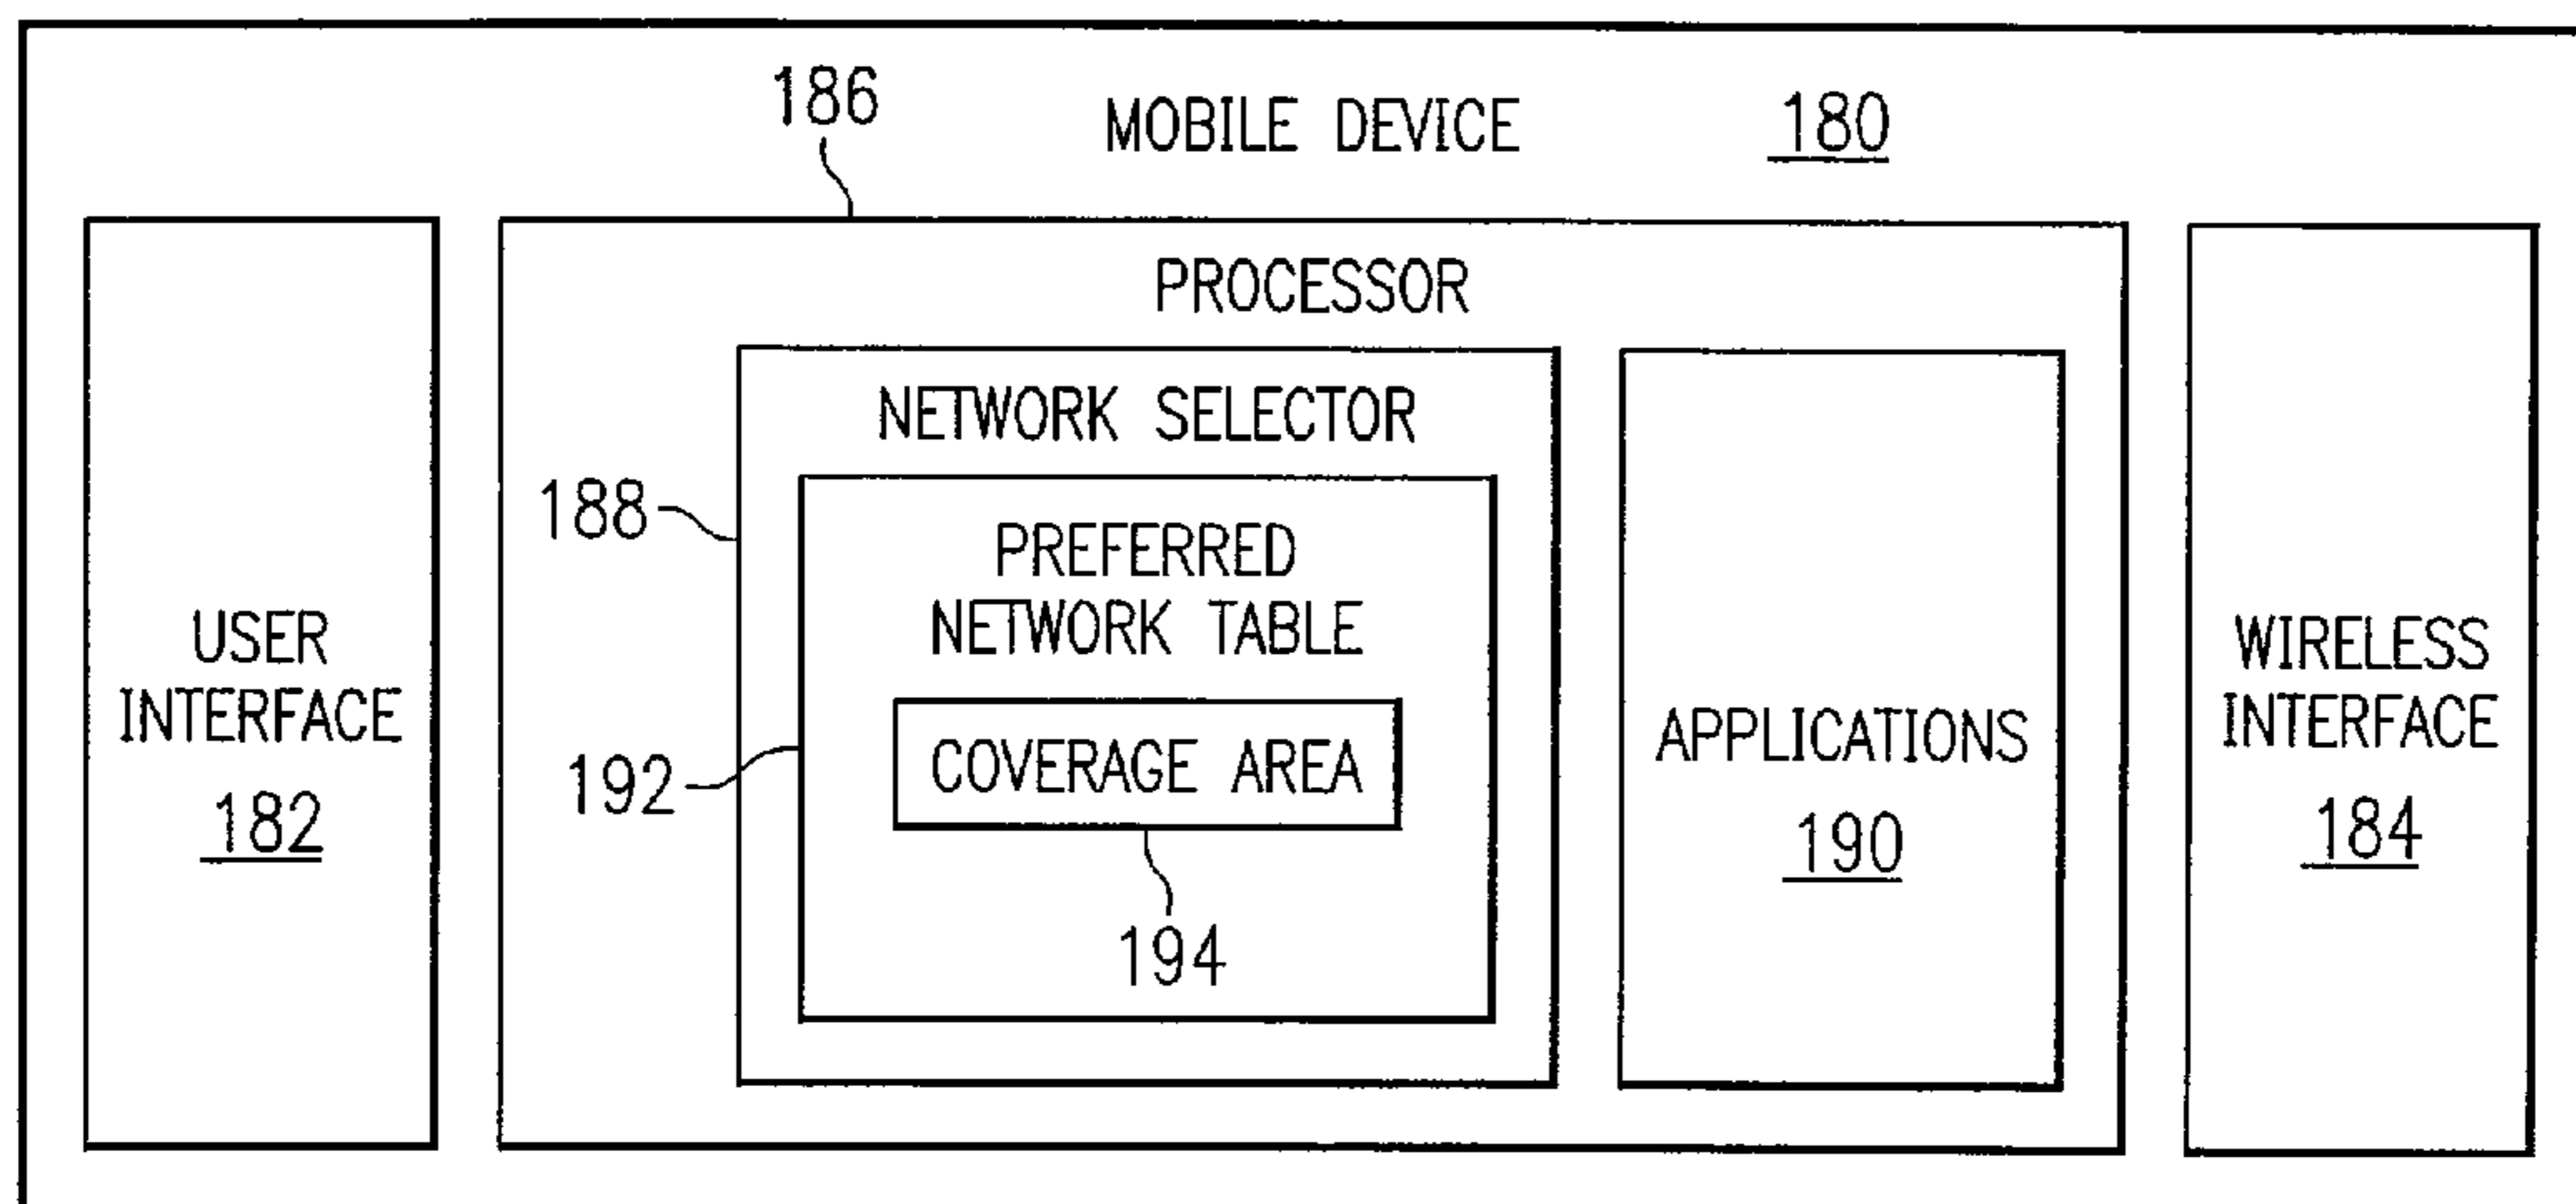 186
MOBILE DEVICE 180
PROCESSOR
NETWORK SELECTOR
188
PREFERRED
NETWORK TABLE
192
COVERAGE AREA
194
USER
INTERFACE
182
APPLICATIONS
190
WIRELESS
INTERFACE
184